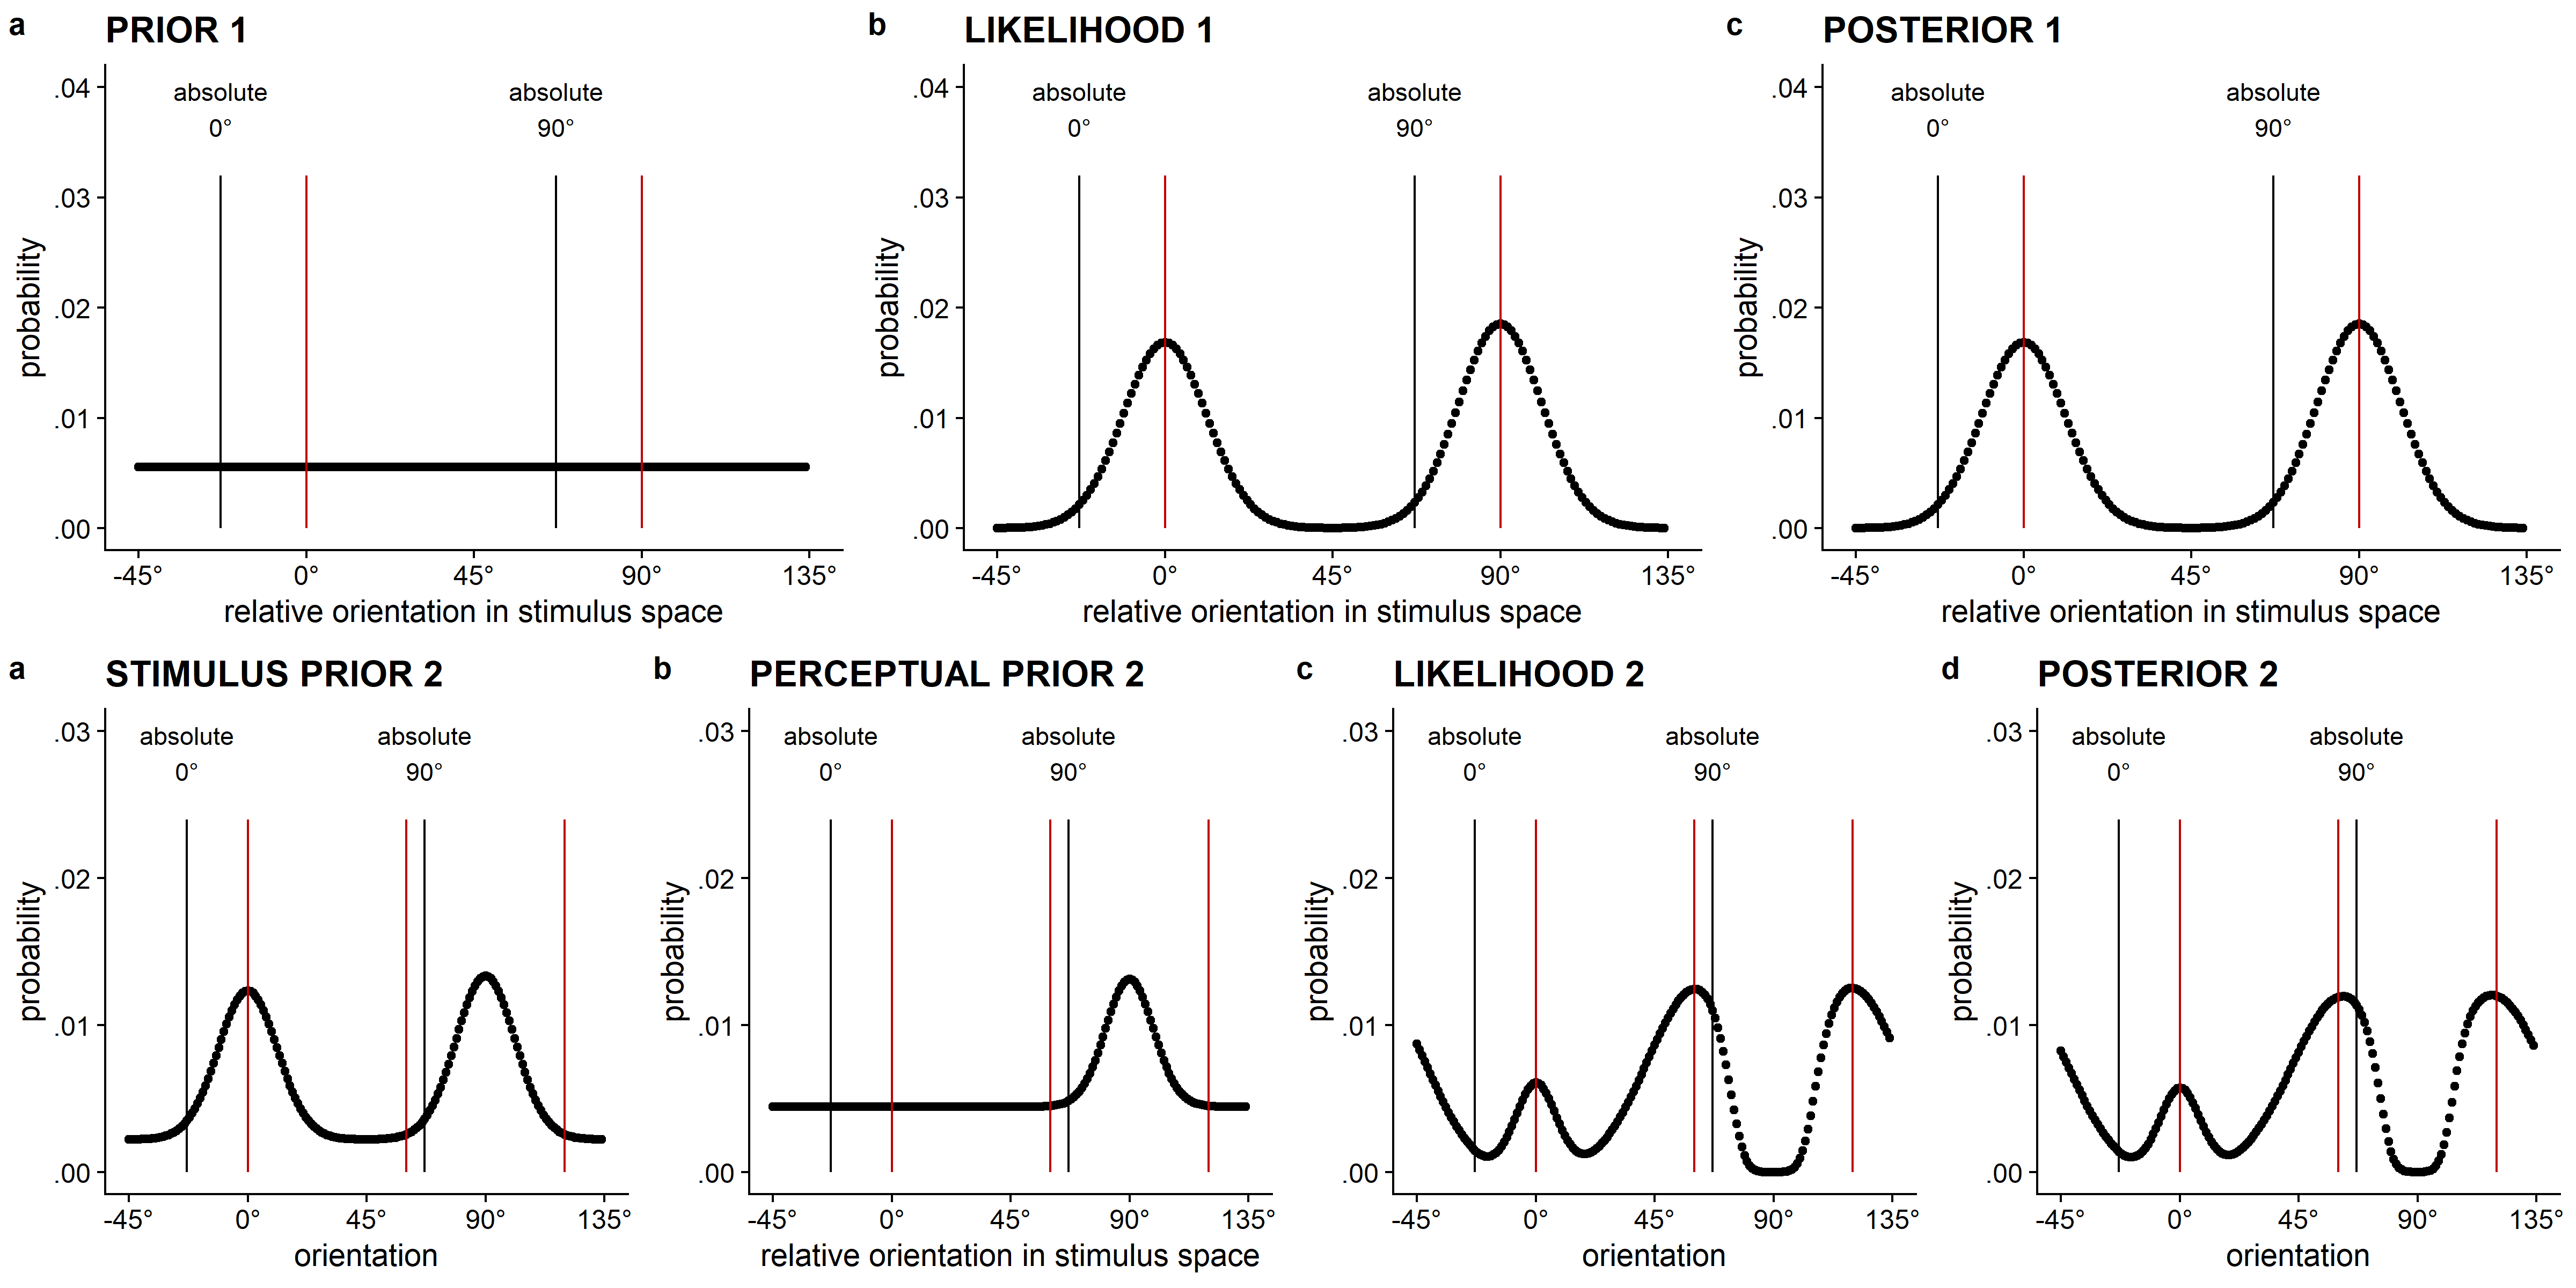 a PRIOR 1
.04
.03
.02
.01
.00
probability
absolute
0°
absolute
90°
-45° 0° 45° 90° 135°
relative orientation in stimulus space
b LIKELIHOOD 1
.04
.03
.02
.01
.00
probability
absolute
0°
absolute
90°
-45° 0° 45° 90° 135°
relative orientation in stimulus space
c POSTERIOR 1
.04
.03
.02
.01
.00
probability
absolute
0°
absolute
90°
-45° 0° 45° 90° 135°
relative orientation in stimulus space
a STIMULUS PRIOR 2
.03
.02
.01
.00
probability
absolute
0°
absolute
90°
-45° 0° 45° 90° 135°
orientation
b PERCEPTUAL PRIOR 2
.03
.02
.01
.00
probability
absolute
0°
absolute
90°
-45° 0° 45° 90° 135°
relative orientation in stimulus space
c LIKELIHOOD 2
.03
.02
.01
.00
probability
absolute
0°
absolute
90°
-45° 0° 45° 90° 135°
orientation
d POSTERIOR 2
.03
.02
.01
.00
probability
absolute
0°
absolute
90°
-45° 0° 45° 90° 135°
orientation